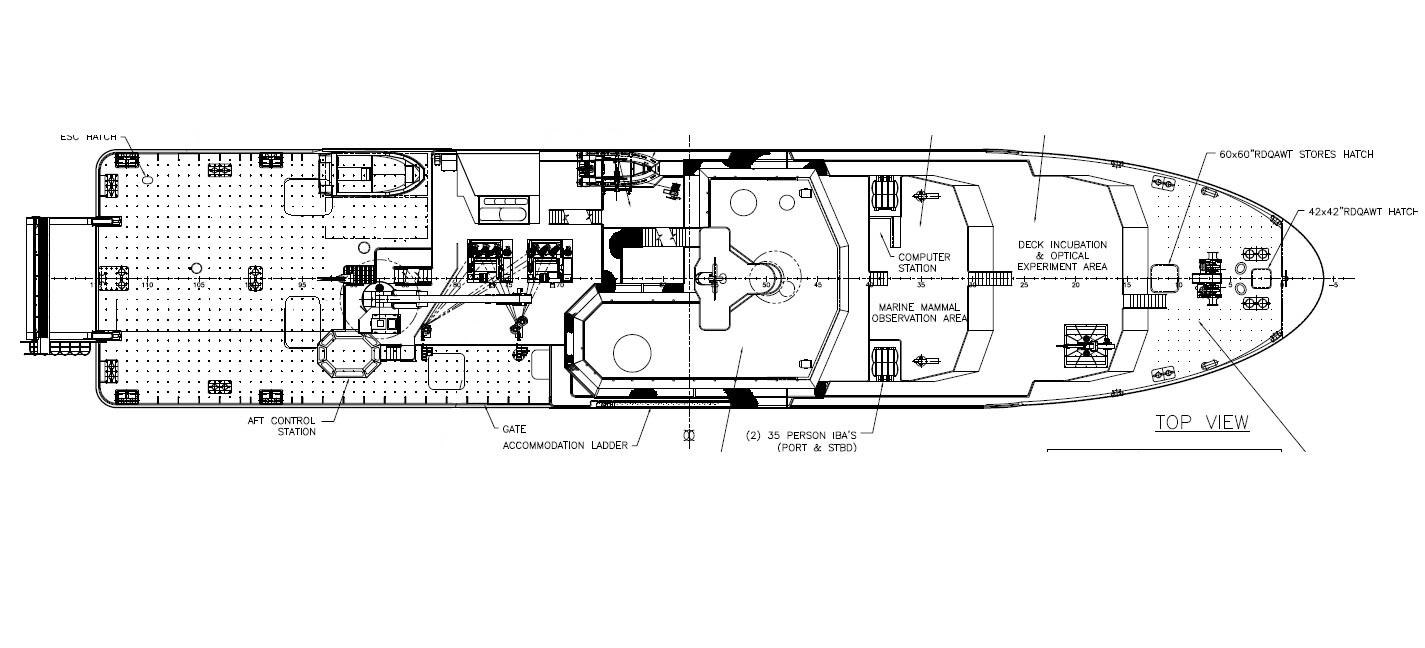 ESC HATCH
60x60"RDQAWT STORES HATCH
42x42"RDQAWT HATCH
COMPUTER
STATION
DECK INCUBATION
& OPTICAL
EXPERIMENT AREA
MARINE MAMMAL
OBSERVATION AREA
110
105
95
50
45
20
15
10
5
-5
AFT CONTROL
STATION
GATE
ACCOMMODATION LADDER
(2) 35 PERSON IBA'S
(PORT & STBD)
TOP VIEW